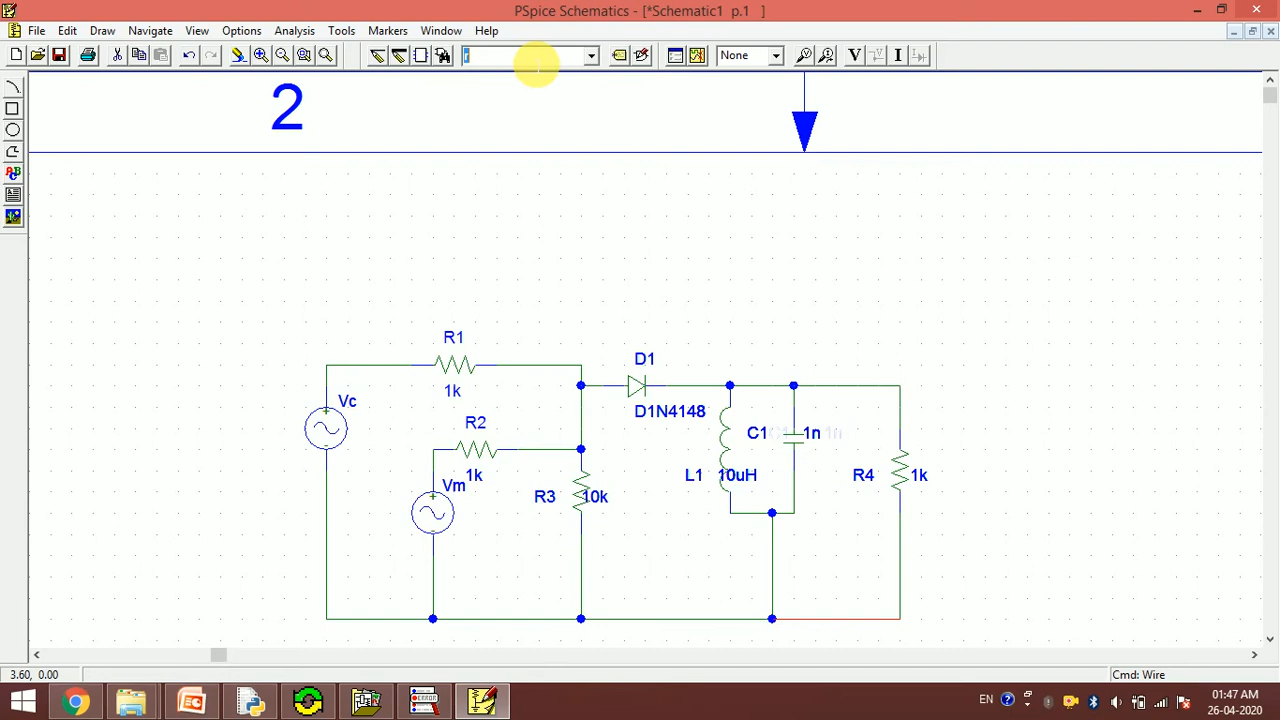 PSpice Schematics - [*Schematic1 p.1 ]
File Edit Draw Navigate View Options Analysis Tools Markers Window Help
r
None
V
I
ABC
2
R1
1k
Vc
R2
1k
Vm
R3
10k
D1
D1N4148
C1
1n
L1
10uH
R4
1k
3.60, 0.00
Cmd: Wire
ERROR
EN
01:47 AM
26-04-2020